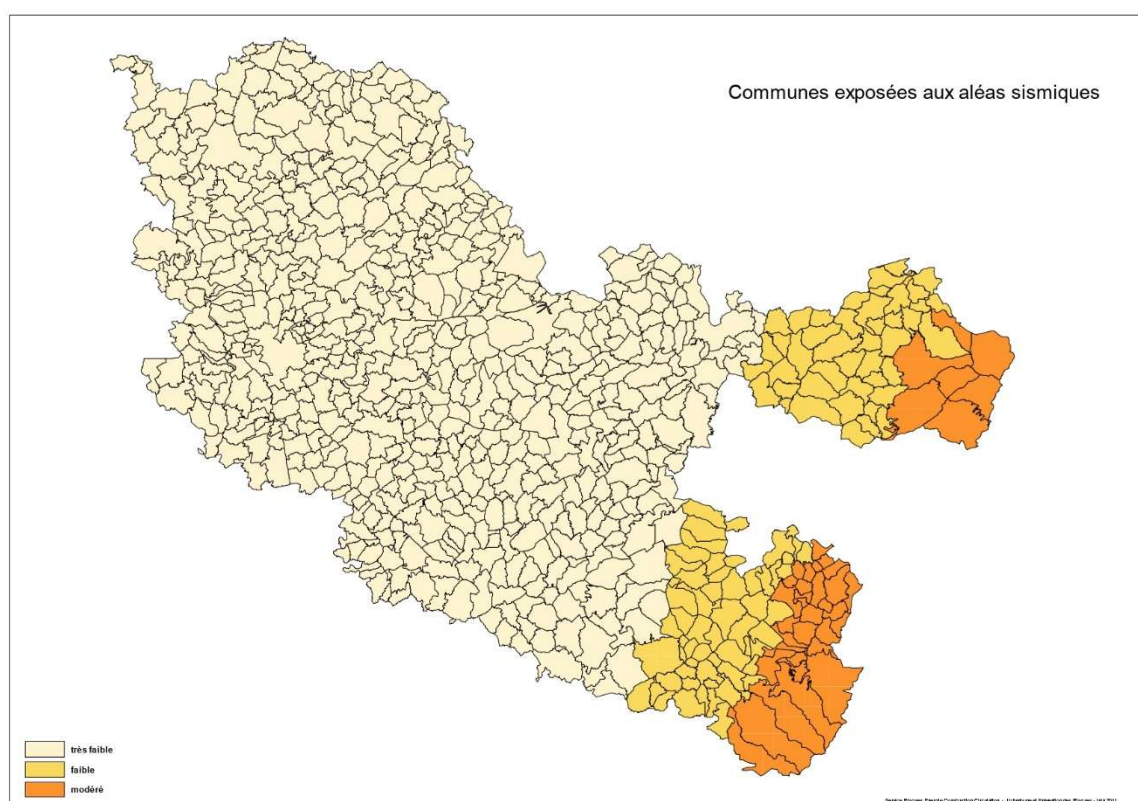 Communes exposées aux aléas sismiques
très faible
faible
modéré